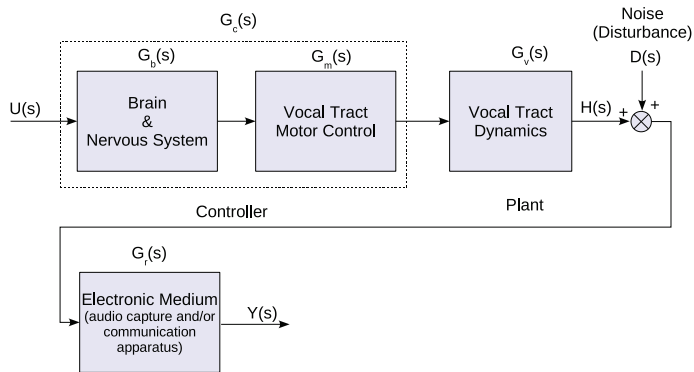 G_c(s)
Noise
(Disturbance)
G_b(s)
G_m(s)
G_v(s)
D(s)
U(s)
Brain
&
Nervous System
Vocal Tract
Motor Control
Vocal Tract
Dynamics
H(s)
+
+
Controller
Plant
G_r(s)
Electronic Medium
(audio capture and/or
communication
apparatus)
Y(s)